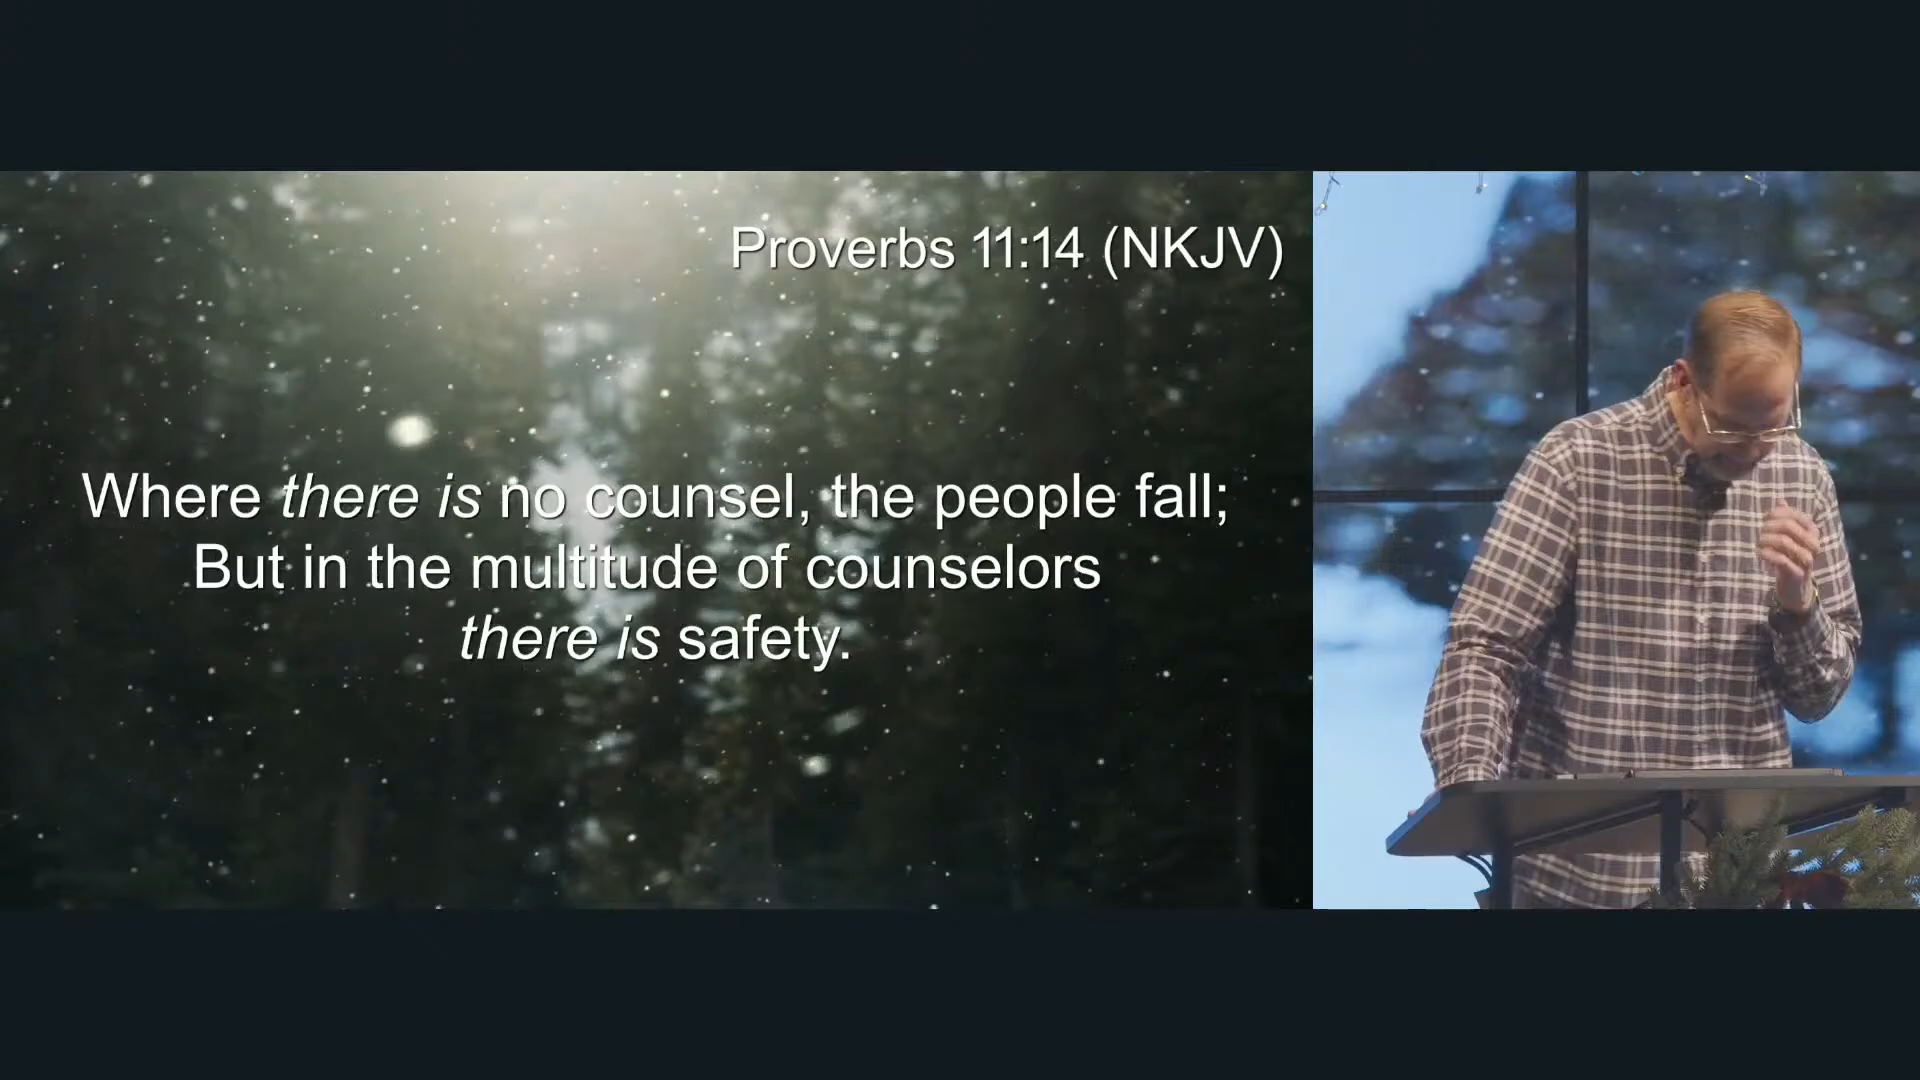 Proverbs 11:14 (NKJV)
Where there is no counsel, the people fall;
But in the multitude of counselors
there is safety.